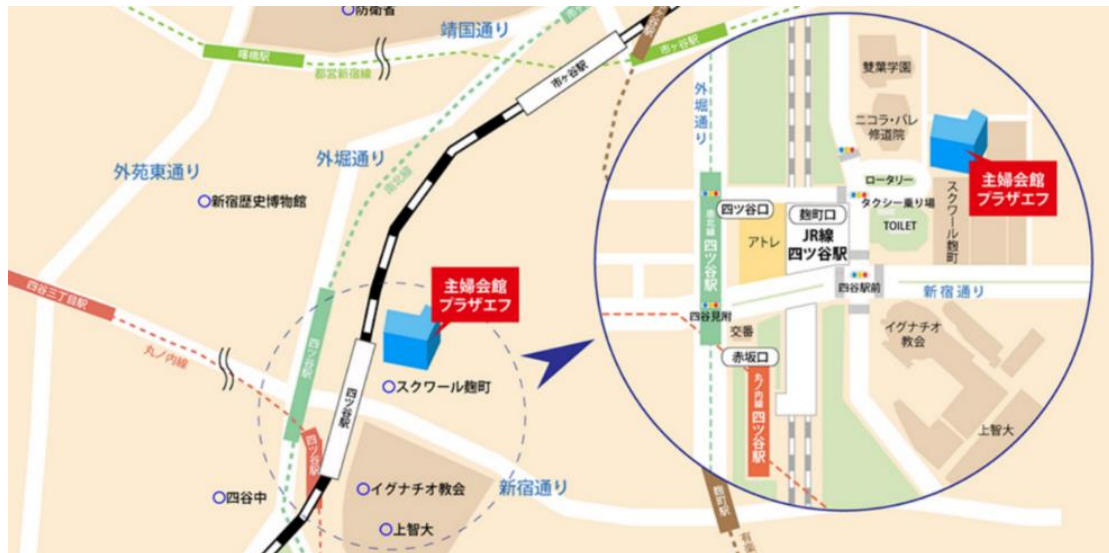 防衛省
靖国通り
曙橋駅
都営新宿線
市ヶ谷駅
市ヶ谷駅
外苑東通り
外堀通り
南北線
新宿歴史博物館
四谷三丁目駅
丸ノ内線
主婦会館
プラザエフ
四ツ谷駅
四ツ谷駅
四ツ谷駅
スクワール麹町
四谷中
イグナチオ教会
上智大
新宿通り
麹町駅
外堀通り
雙葉学園
ニコラ・バレ
修道院
主婦会館
プラザエフ
ロータリー
タクシー乗り場
TOILET
スクワール麹町
四ツ谷口
麹町口
アトレ
JR線
四ツ谷駅
南北線 四ツ谷駅
四谷駅前
新宿通り
四谷見附
交番
赤坂口
丸ノ内線 四ツ谷駅
イグナチオ
教会
上智大